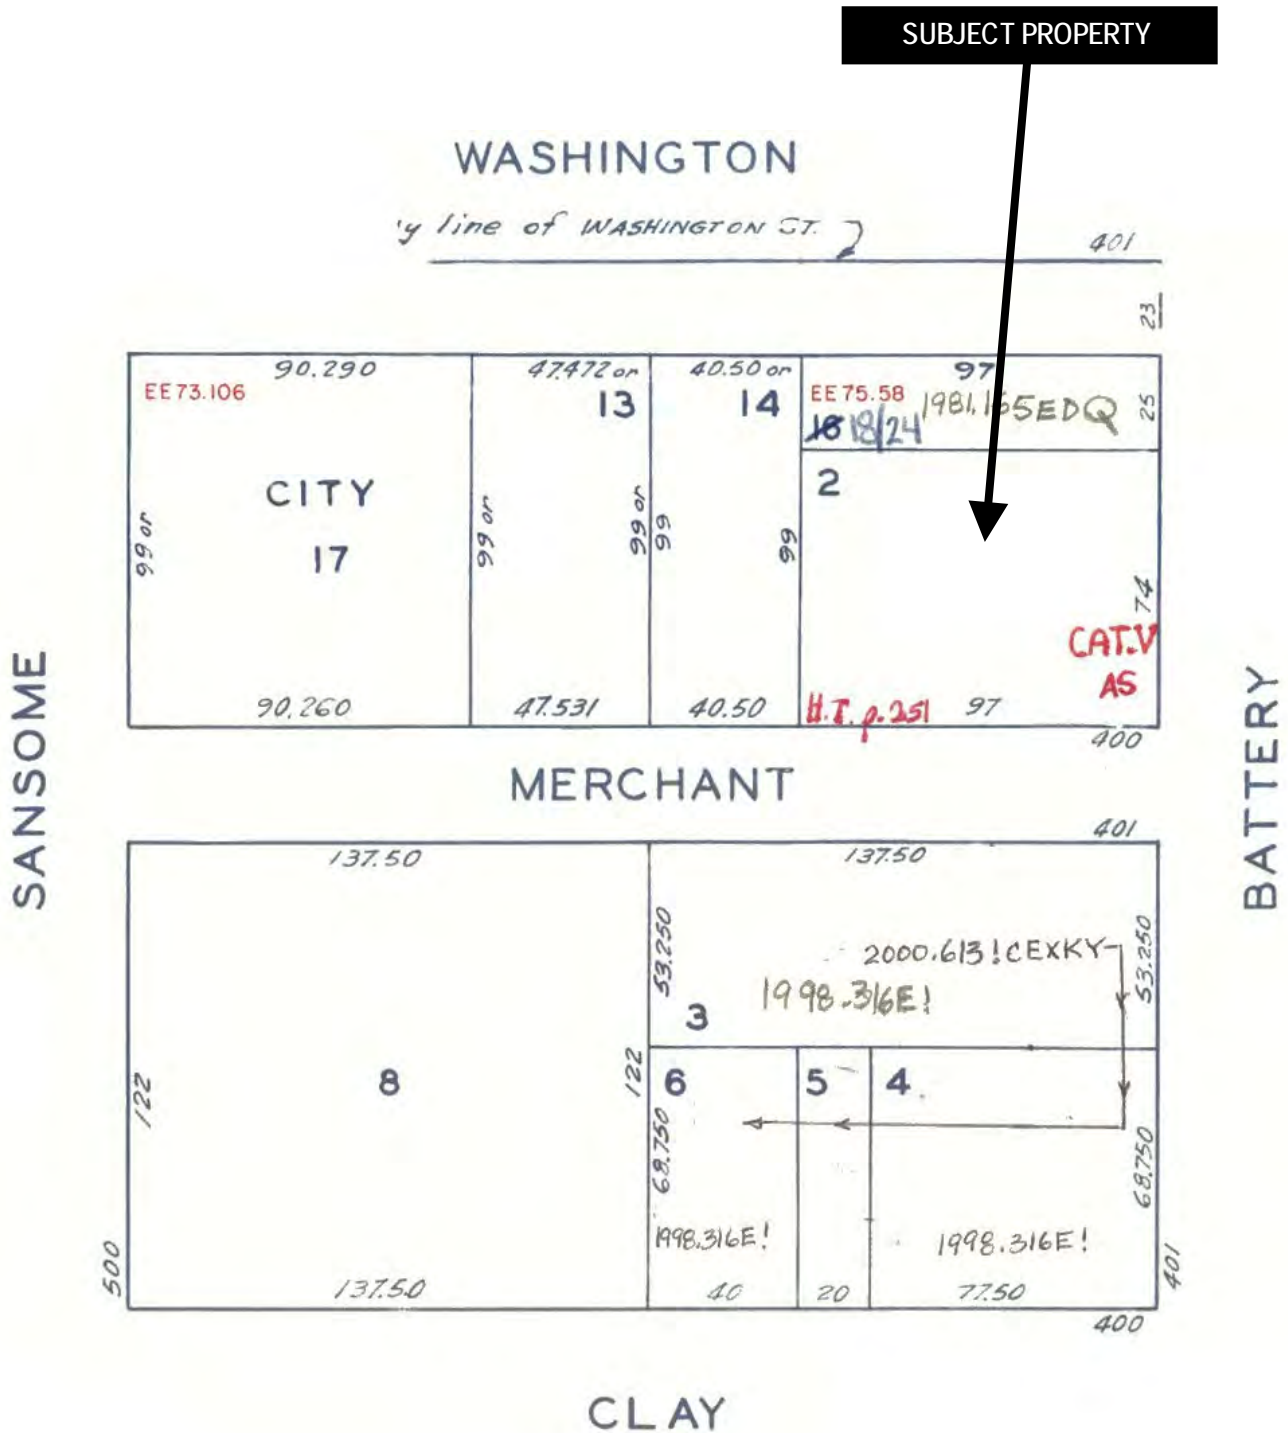 SUBJECT PROPERTY
WASHINGTON
'y line of WASHINGTON ST.
401
23
90.290
47.472 or
40.50 or
97
EE73.106
13
14
EE75.58
1981.165EDQ
25
18/24
CITY
17
2
99 or
99 or
99 or
99
99
74
CAT.V
AS
90.260
47.531
40.50
H.T. p.251
97
400
SANSOME
MERCHANT
BATTERY
401
137.50
137.50
53.250
2000.613!CEXKY
53.250
1998.316E!
3
122
8
122
6
5
4
68.750
68.750
1998.316E!
1998.316E!
500
137.50
40
20
77.50
401
400
CLAY